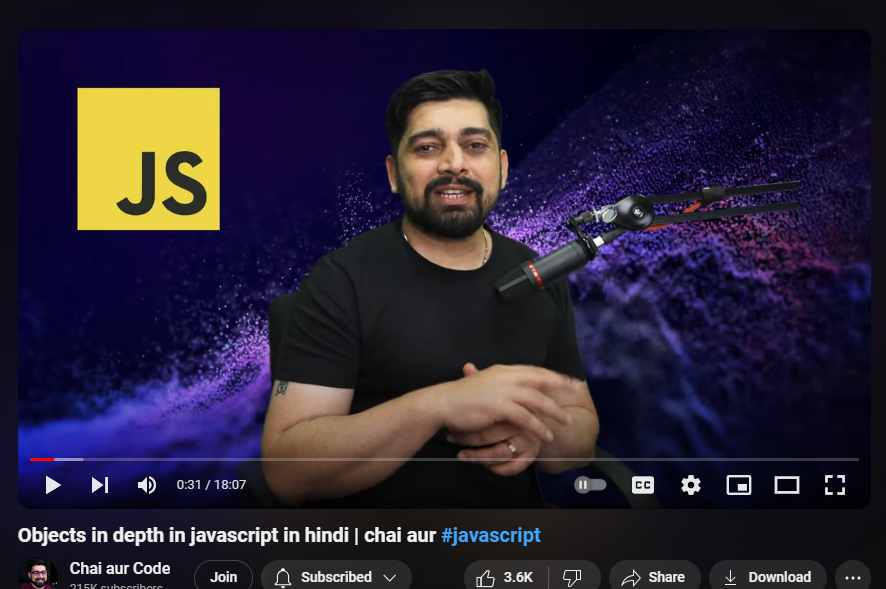 JS
0:31 / 18:07
CC
Objects in depth in javascript in hindi | chai aur #javascript
Chai aur Code
215K subscribers
Join
Subscribed
3.6K
Share
Download